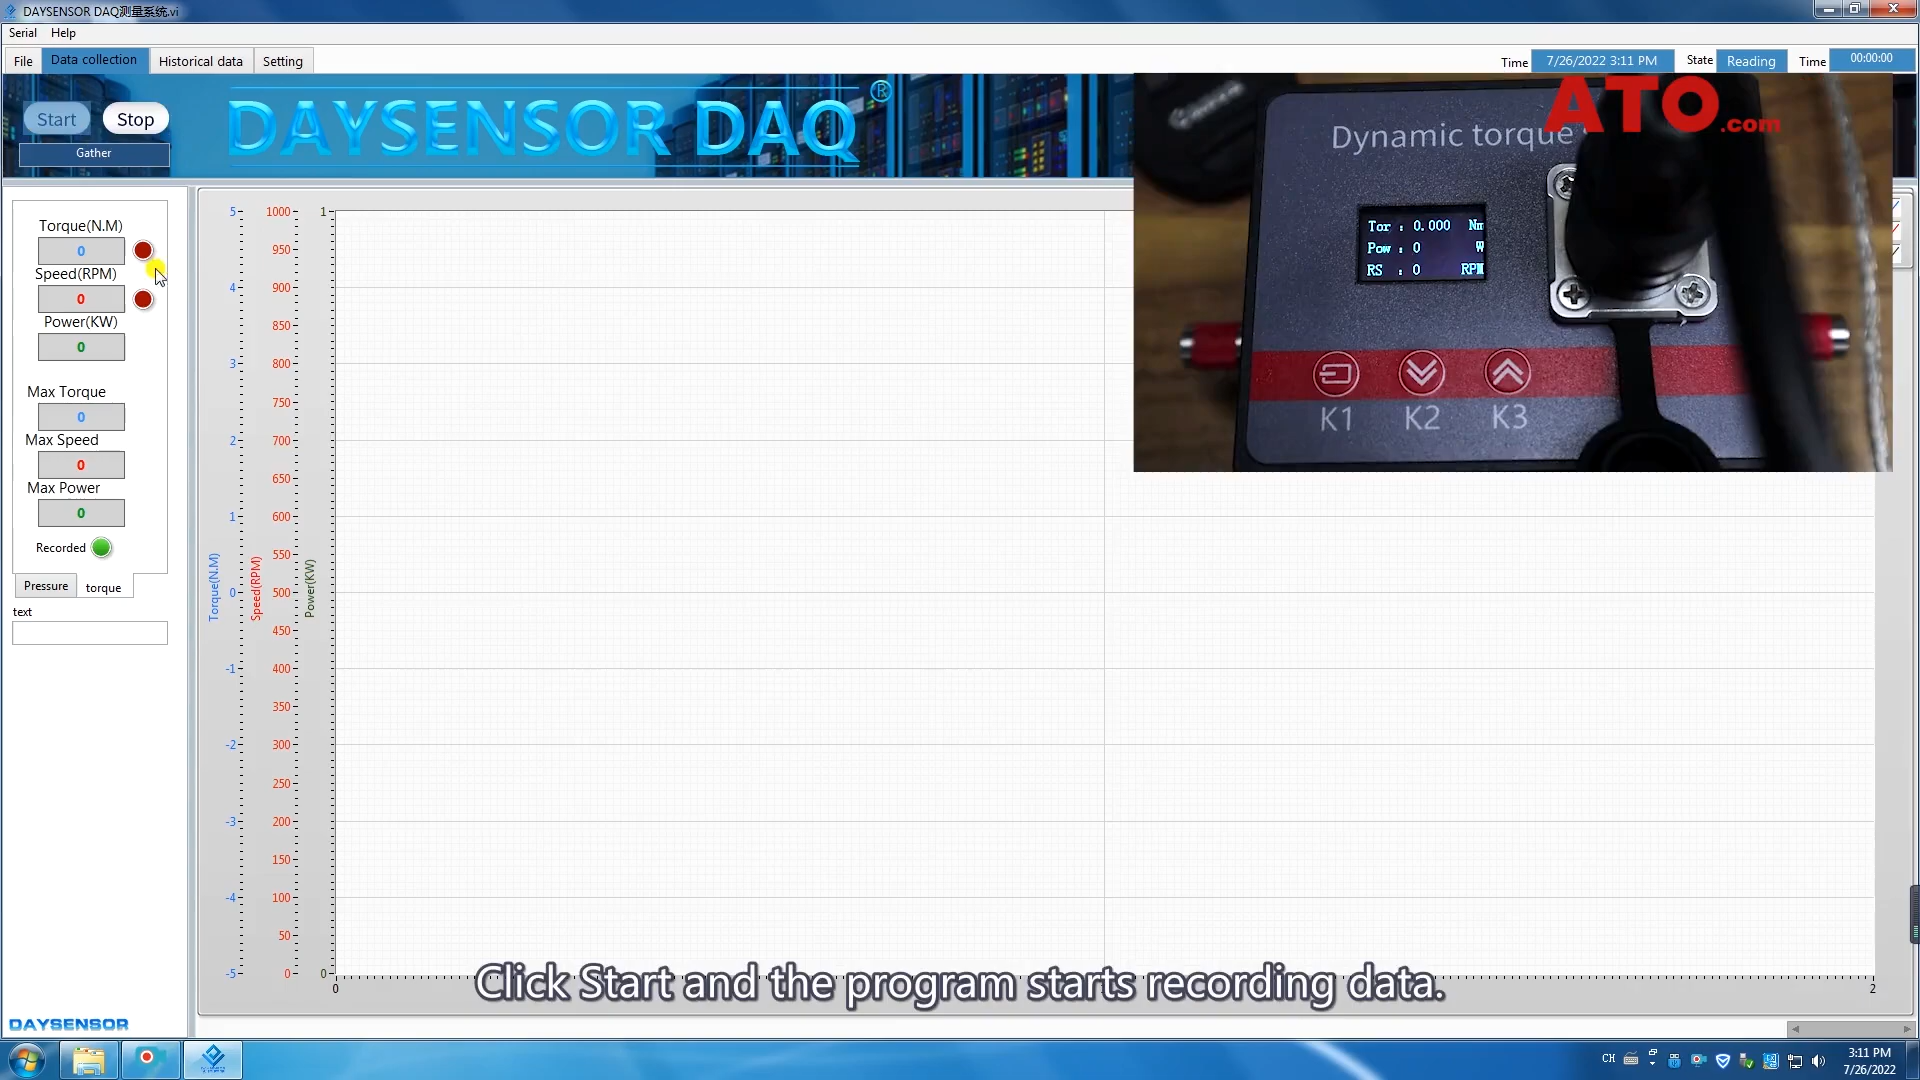 DAYSENSOR DAQ测量系统.vi
Serial Help
File Data collection Historical data Setting
Time 7/26/2022 3:11 PM State Reading Time 00:00:00
Start Stop
Gather
DAYSENSOR DAQ ®
ATO.com
Dynamic torque
Tor : 0.000 Nm
Pow : 0 W
RS : 0 RPM
K1 K2 K3
Torque(N.M)
0
Speed(RPM)
0
Power(KW)
0
Max Torque
0
Max Speed
0
Max Power
0
Recorded
Pressure torque
text
DAYSENSOR
Torque(N.M)
5
4
3
2
1
0
-1
-2
-3
-4
-5
Speed(RPM)
1000
950
900
850
800
750
700
650
600
550
500
450
400
350
300
250
200
150
100
50
0
Power(KW)
1
0
0 2
Click Start and the program starts recording data.
CH
3:11 PM
7/26/2022